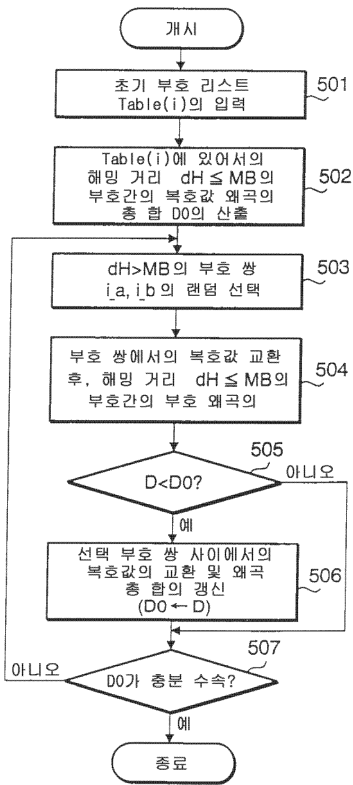 개시
초기 부호 리스트
Table(i)의 입력
501
Table(i)에 있어서의
해밍 거리 dH≦MB의
부호간의 복호값 왜곡의
총 합 D0의 산출
502
dH>MB의 부호 쌍
i_a, i_b의 랜덤 선택
503
부호 쌍에서의 복호값 교환
후, 해밍 거리 dH≦MB의
부호간의 부호 왜곡의
504
D<D0?
505
아니오
예
선택 부호 쌍 사이에서의
복호값의 교환 및 왜곡
총 합의 갱신
(D0 ← D)
506
D0가 충분 수속?
507
아니오
예
종료